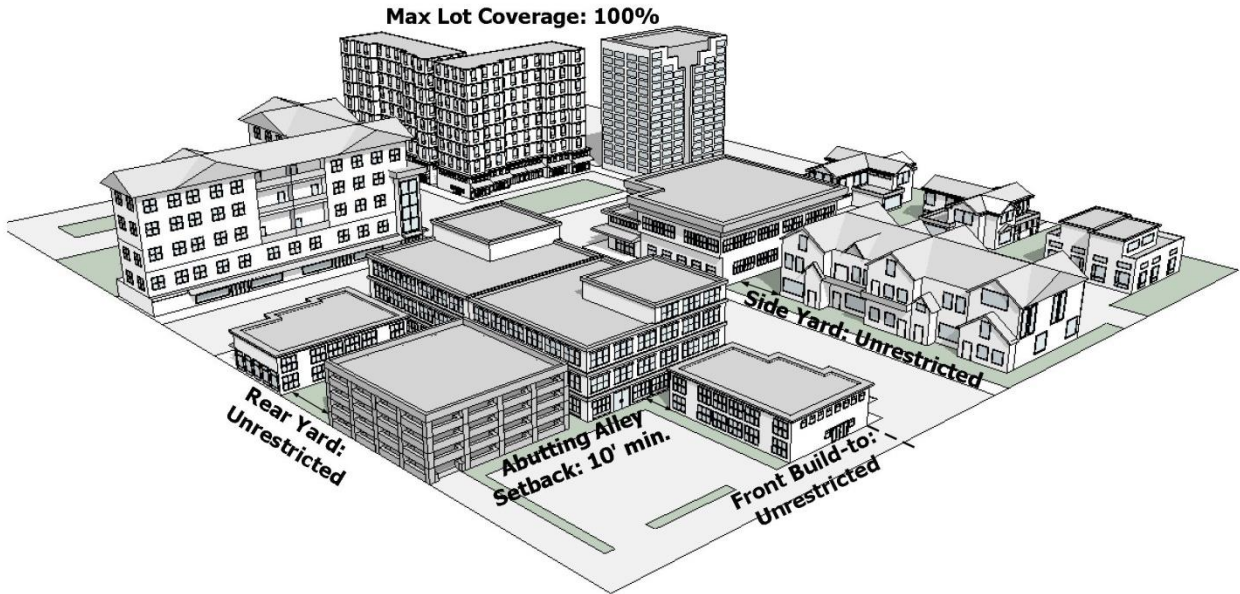 Max Lot Coverage: 100%
Side Yard: Unrestricted
Rear Yard:
Unrestricted
Abutting Alley
Setback: 10' min.
Front Build-to:
Unrestricted